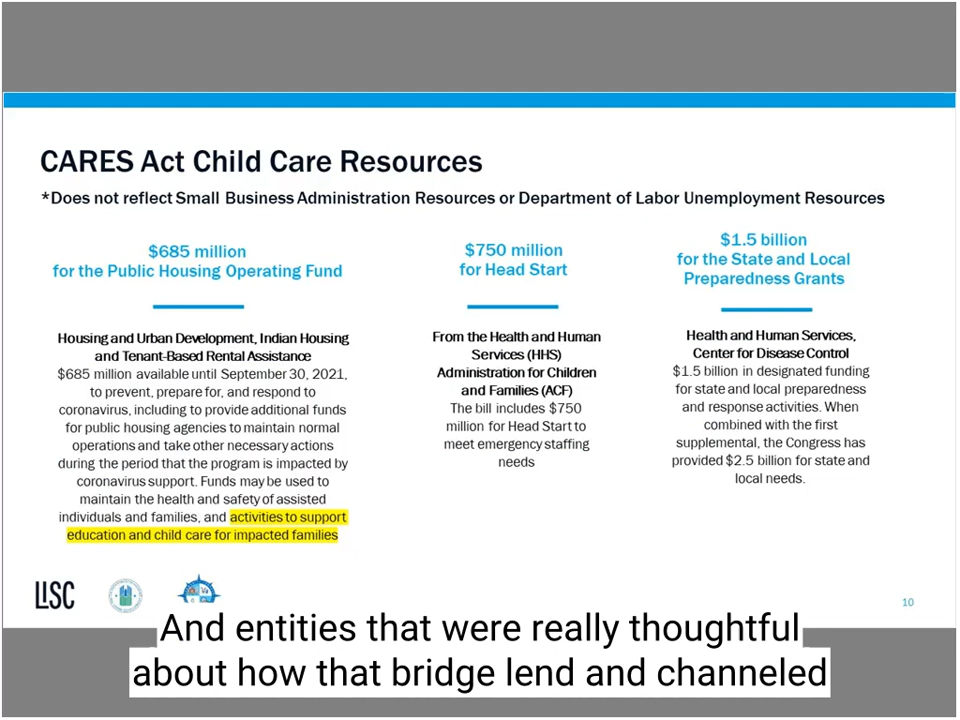 CARES Act Child Care Resources
*Does not reflect Small Business Administration Resources or Department of Labor Unemployment Resources
$685 million
for the Public Housing Operating Fund
Housing and Urban Development, Indian Housing
and Tenant-Based Rental Assistance
$685 million available until September 30, 2021,
to prevent, prepare for, and respond to
coronavirus, including to provide additional funds
for public housing agencies to maintain normal
operations and take other necessary actions
during the period that the program is impacted by
coronavirus support. Funds may be used to
maintain the health and safety of assisted
individuals and families, and activities to support
education and child care for impacted families
$750 million
for Head Start
From the Health and Human
Services (HHS)
Administration for Children
and Families (ACF)
The bill includes $750
million for Head Start to
meet emergency staffing
needs
$1.5 billion
for the State and Local
Preparedness Grants
Health and Human Services,
Center for Disease Control
$1.5 billion in designated funding
for state and local preparedness
and response activities. When
combined with the first
supplemental, the Congress has
provided $2.5 billion for state and
local needs.
LISC
10
And entities that were really thoughtful
about how that bridge lend and channeled